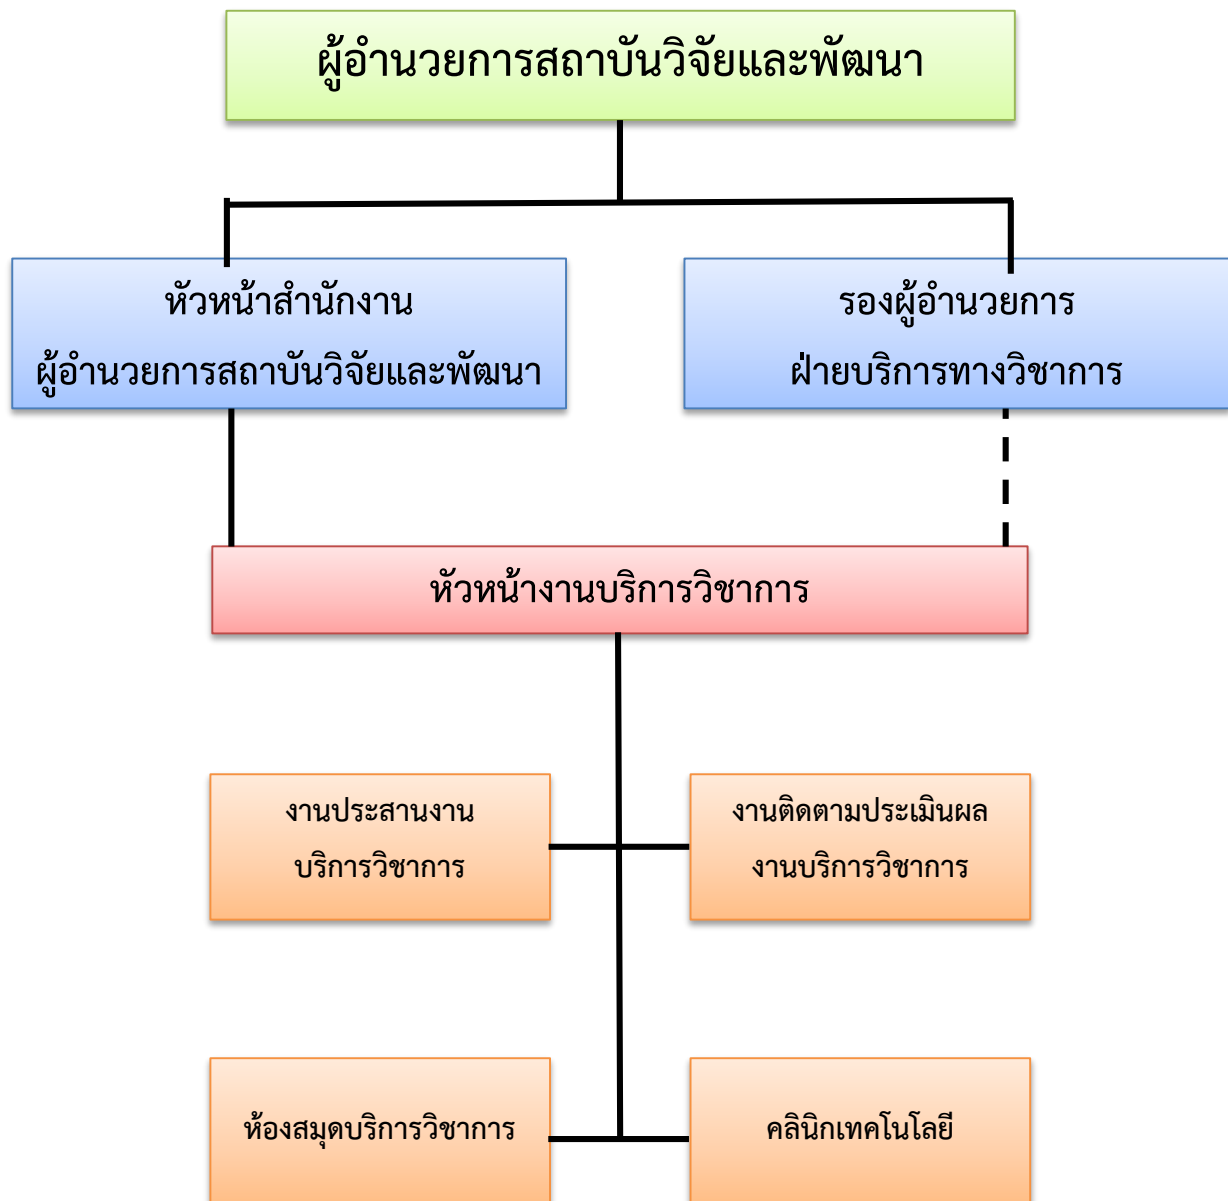 ผู้อำนวยการสถาบันวิจัยและพัฒนา
หัวหน้าสำนักงาน
ผู้อำนวยการสถาบันวิจัยและพัฒนา
รองผู้อำนวยการ
ฝ่ายบริการทางวิชาการ
หัวหน้างานบริการวิชาการ
งานประสานงาน
บริการวิชาการ
งานติดตามประเมินผล
งานบริการวิชาการ
ห้องสมุดบริการวิชาการ
คลินิกเทคโนโลยี